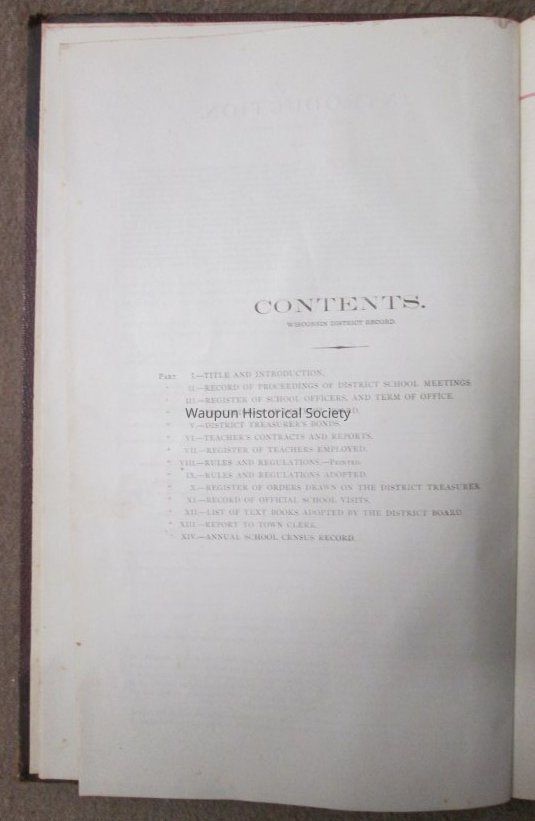 CONTENTS.
WISCONSIN DISTRICT RECORD.
PART I.—TITLE AND INTRODUCTION.
" II.—RECORD OF PROCEEDINGS OF DISTRICT SCHOOL MEETINGS
" III.—REGISTER OF SCHOOL OFFICERS, AND TERM OF OFFICE.
Waupun Historical Society
" V.—DISTRICT TREASURER'S BONDS.
" VI.—TEACHER'S CONTRACTS AND REPORTS.
" VII.—REGISTER OF TEACHERS EMPLOYED.
" VIII.—RULES AND REGULATIONS.—PRINTED.
" IX.—RULES AND REGULATIONS ADOPTED.
" X.—REGISTER OF ORDERS DRAWN ON THE DISTRICT TREASURER
" XI.—RECORD OF OFFICIAL SCHOOL VISITS.
" XII.—LIST OF TEXT BOOKS ADOPTED BY THE DISTRICT BOARD
" XIII.—REPORT TO TOWN CLERK.
" XIV.—ANNUAL SCHOOL CENSUS RECORD.